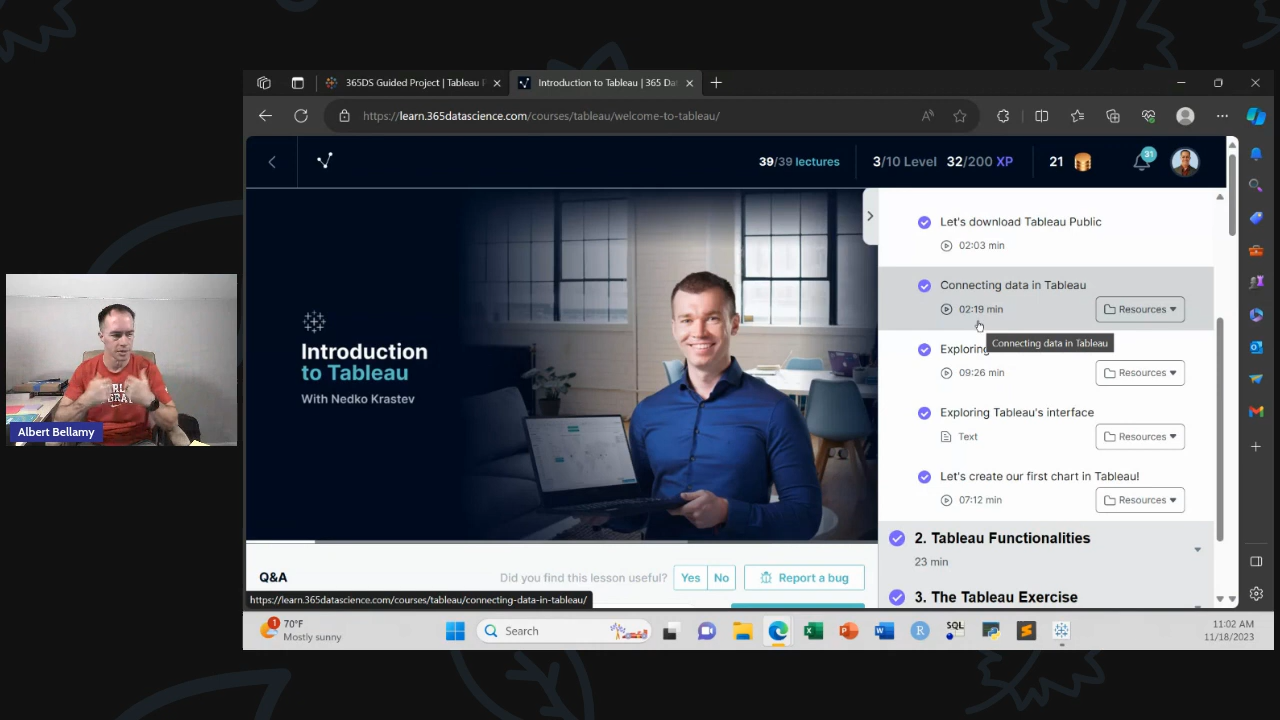 365DS Guided Project | Tableau P
Introduction to Tableau | 365 Dat
https://learn.365datascience.com/courses/tableau/welcome-to-tableau/
39/39 lectures
3/10 Level 32/200 XP
21
31
Introduction
to Tableau
With Nedko Krastev
Let's download Tableau Public
02:03 min
Connecting data in Tableau
02:19 min
Resources
Connecting data in Tableau
Exploring
09:26 min
Resources
Exploring Tableau's interface
Text
Resources
Let's create our first chart in Tableau!
07:12 min
Resources
2. Tableau Functionalities
23 min
3. The Tableau Exercise
Q&A
Did you find this lesson useful?
Yes
No
Report a bug
https://learn.365datascience.com/courses/tableau/connecting-data-in-tableau/
Albert Bellamy
1
70°F
Mostly sunny
Search
SQL
11:02 AM
11/18/2023